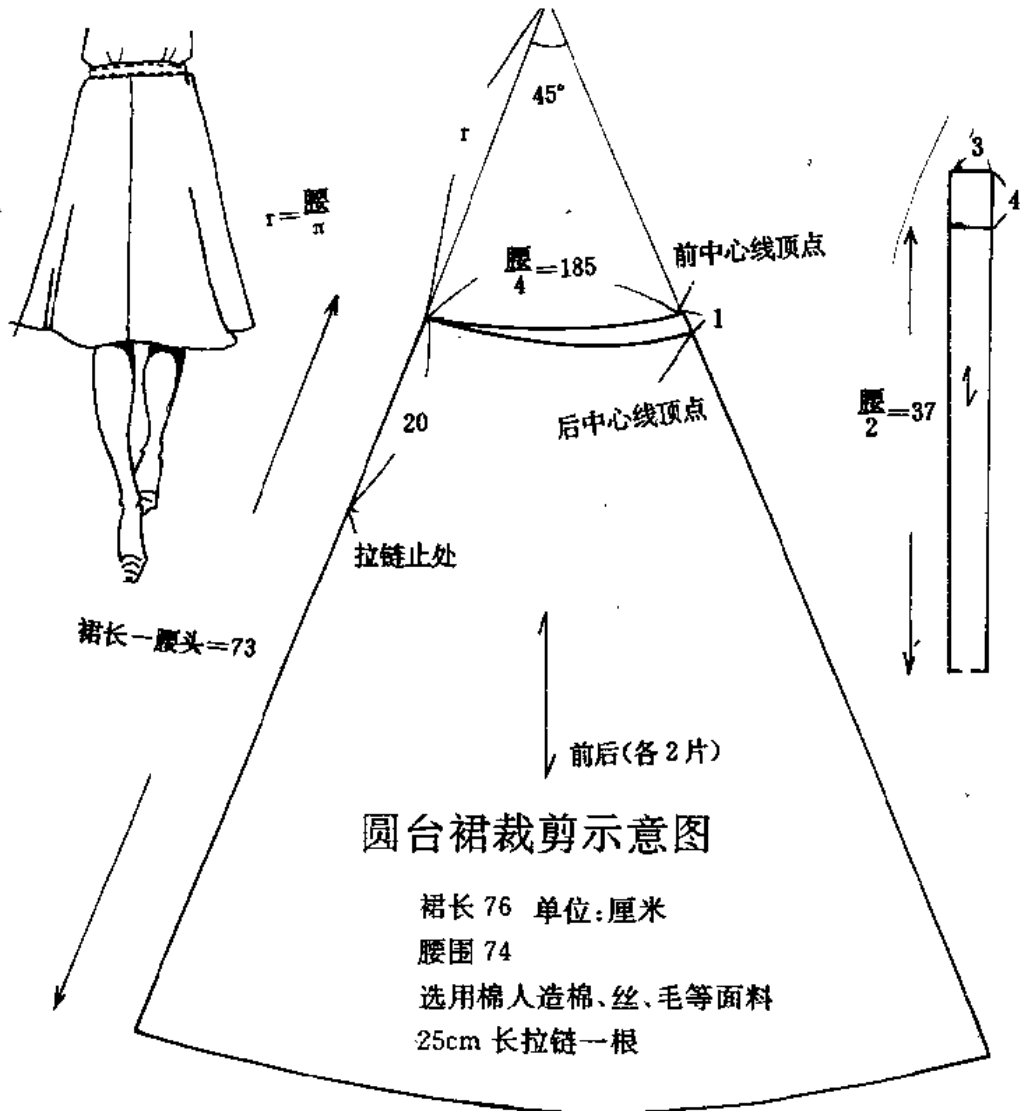 45°
r
r=腰/π
腰/4=185
前中心线顶点
1
后中心线顶点
20
拉链止处
3
4
腰/2=37
裙长-腰头=73
前后(各2片)
圆台裙裁剪示意图
裙长 76 单位:厘米
腰围 74
选用棉人造棉、丝、毛等面料
25cm 长拉链一根